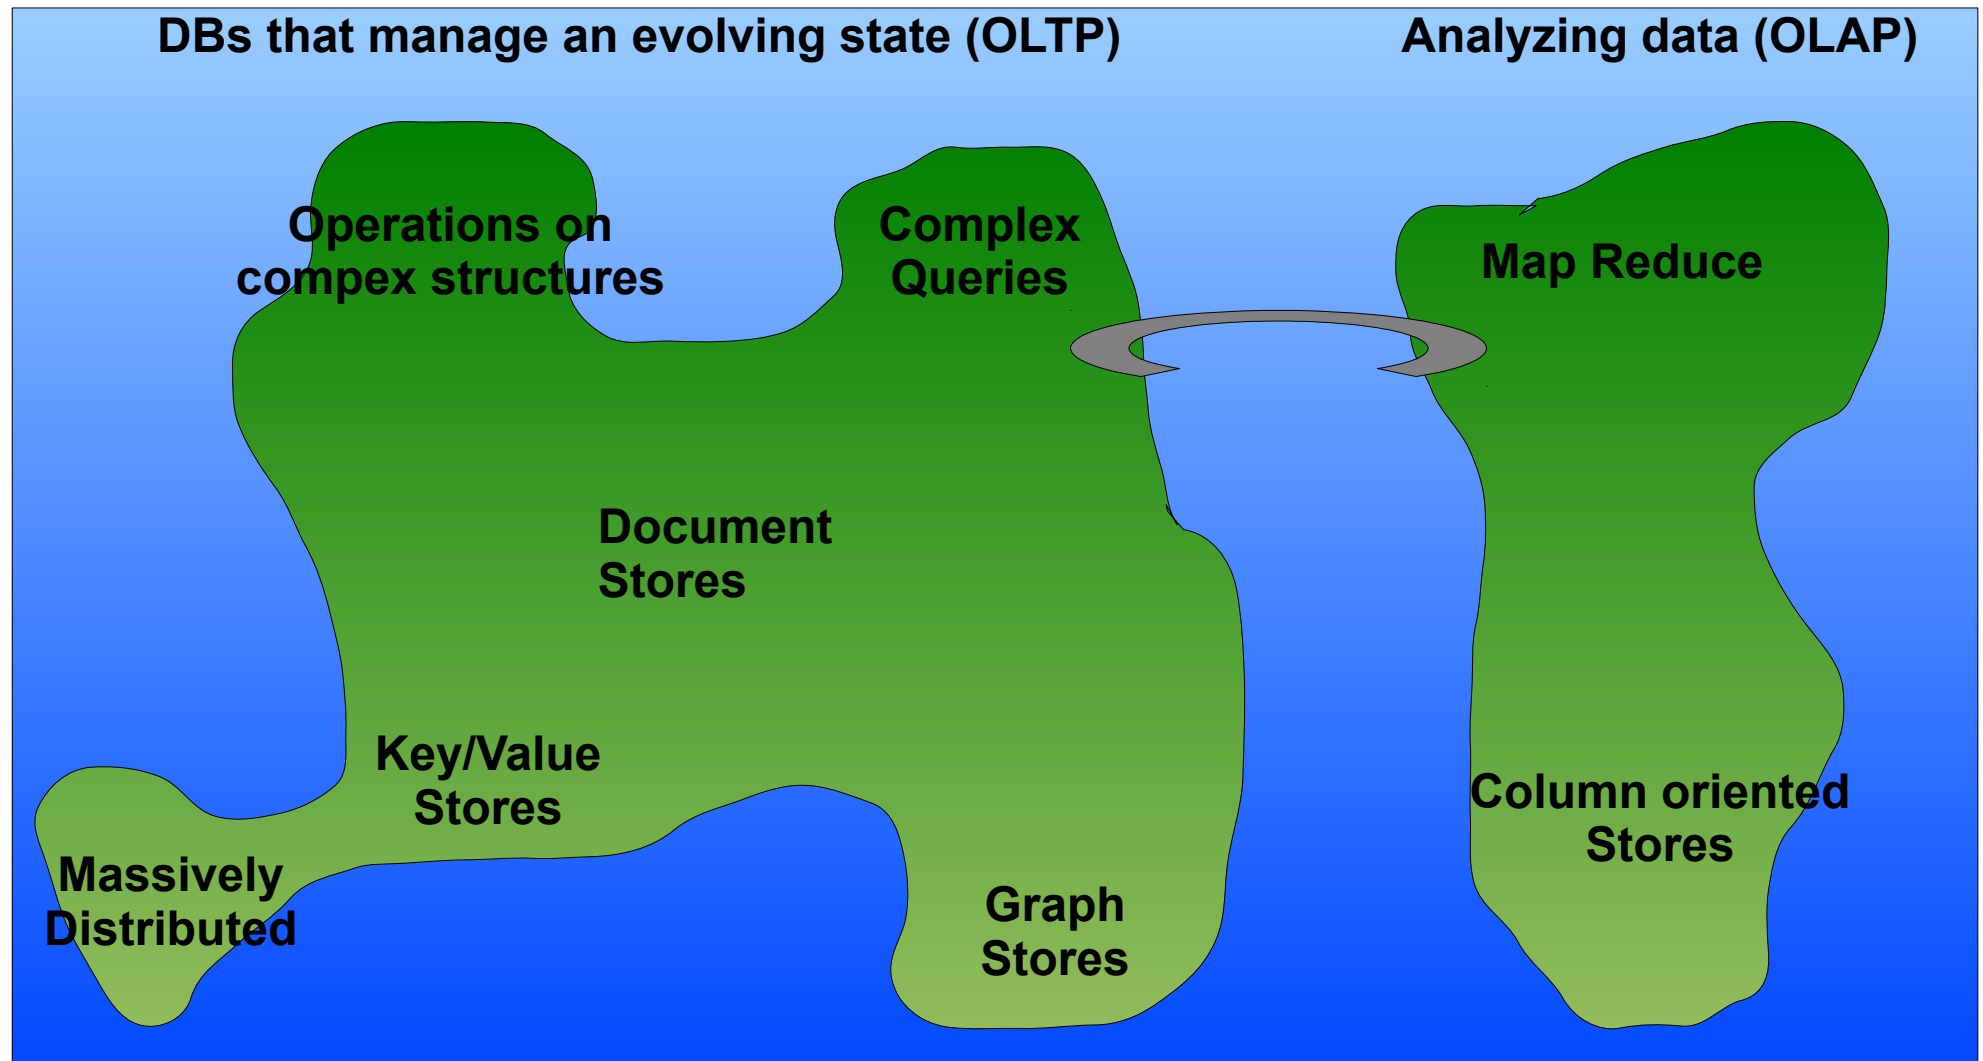 DBs that manage an evolving state (OLTP)
Analyzing data (OLAP)
Operations on
compex structures
Complex
Queries
Map Reduce
Document
Stores
Key/Value
Stores
Column oriented
Stores
Massively
Distributed
Graph
Stores